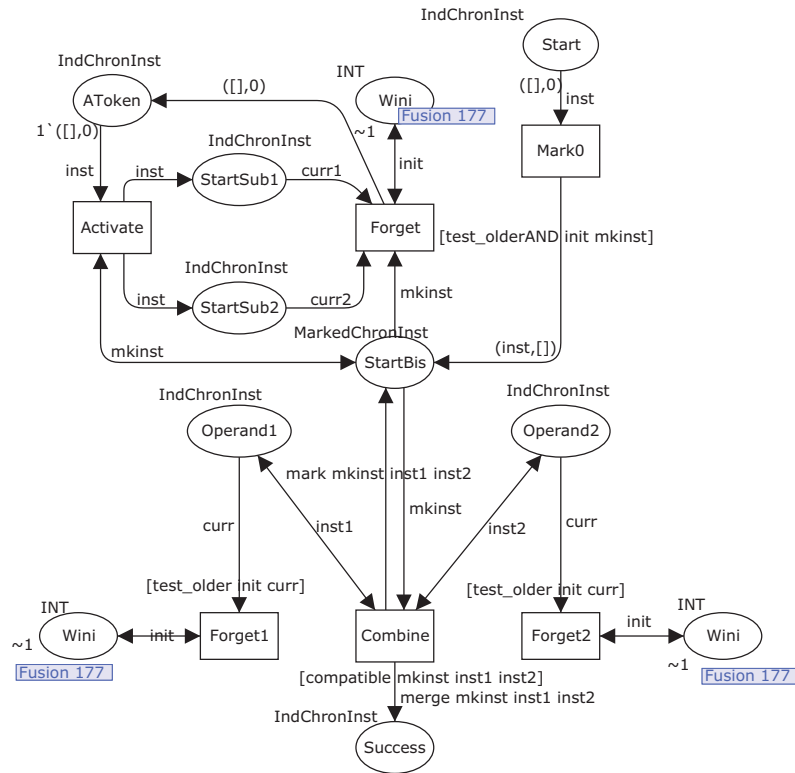 IndChronInst
Start
IndChronInst
([],0)
INT
AToken
Wini
([],0)
inst
Fusion 177
1`([],0)
~1
IndChronInst
Mark0
inst
inst
StartSub1
curr1
init
Activate
Forget
[test_olderAND init mkinst]
IndChronInst
inst
StartSub2
curr2
mkinst
MarkedChronInst
mkinst
StartBis
(inst,[])
IndChronInst
IndChronInst
Operand1
Operand2
mark mkinst inst1 inst2
mkinst
curr
inst1
inst2
curr
[test_older init curr]
[test_older init curr]
INT
INT
~1
Wini
init
Forget1
Combine
Forget2
init
Wini
~1
Fusion 177
Fusion 177
[compatible mkinst inst1 inst2]
merge mkinst inst1 inst2
IndChronInst
Success